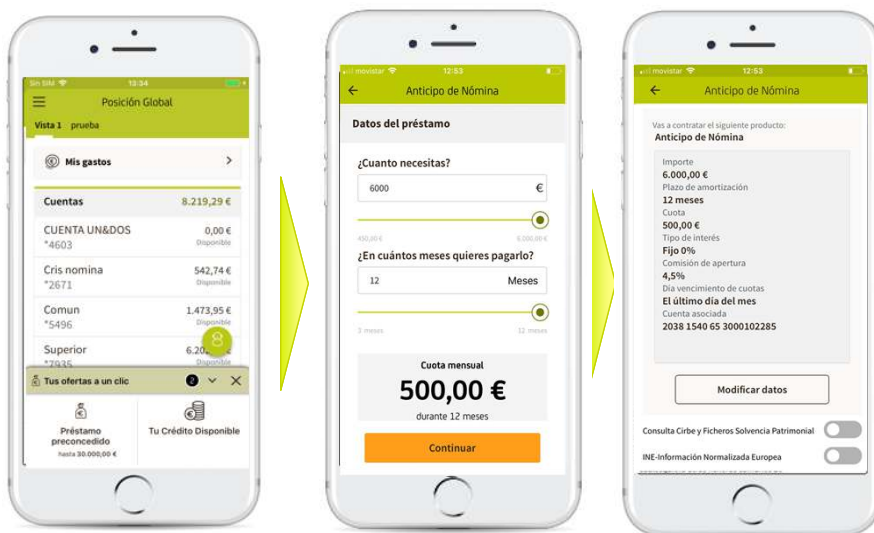 Sin SIM 13:34
Posición Global
Vista 1 prueba
Mis gastos
Cuentas 8.219,29 €
CUENTA UN&DOS 0,00 €
*4603 Disponible
Cris nomina 542,74 €
*2671 Disponible
Comun 1.473,95 €
*5496 Disponible
Superior
*7935 Disponible
Tus ofertas a un clic 2
Préstamo preconcedido
hasta 30.000,00 €
Tu Crédito Disponible
movistar 12:53
Anticipo de Nómina
Datos del préstamo
¿Cuanto necesitas?
6000 €
450,00 € 6.000,00 €
¿En cuántos meses quieres pagarlo?
12 Meses
3 meses 12 meses
Cuota mensual
500,00 €
durante 12 meses
Continuar
movistar 12:53
Anticipo de Nómina
Vas a contratar el siguiente producto:
Anticipo de Nómina
Importe
6.000,00 €
Plazo de amortización
12 meses
Cuota
500,00 €
Tipo de interés
Fijo 0%
Comisión de apertura
4,5%
Día vencimiento de cuotas
El último día del mes
Cuenta asociada
2038 1540 65 3000102285
Modificar datos
Consulta Cirbe y Ficheros Solvencia Patrimonial
INE-Información Normalizada Europea